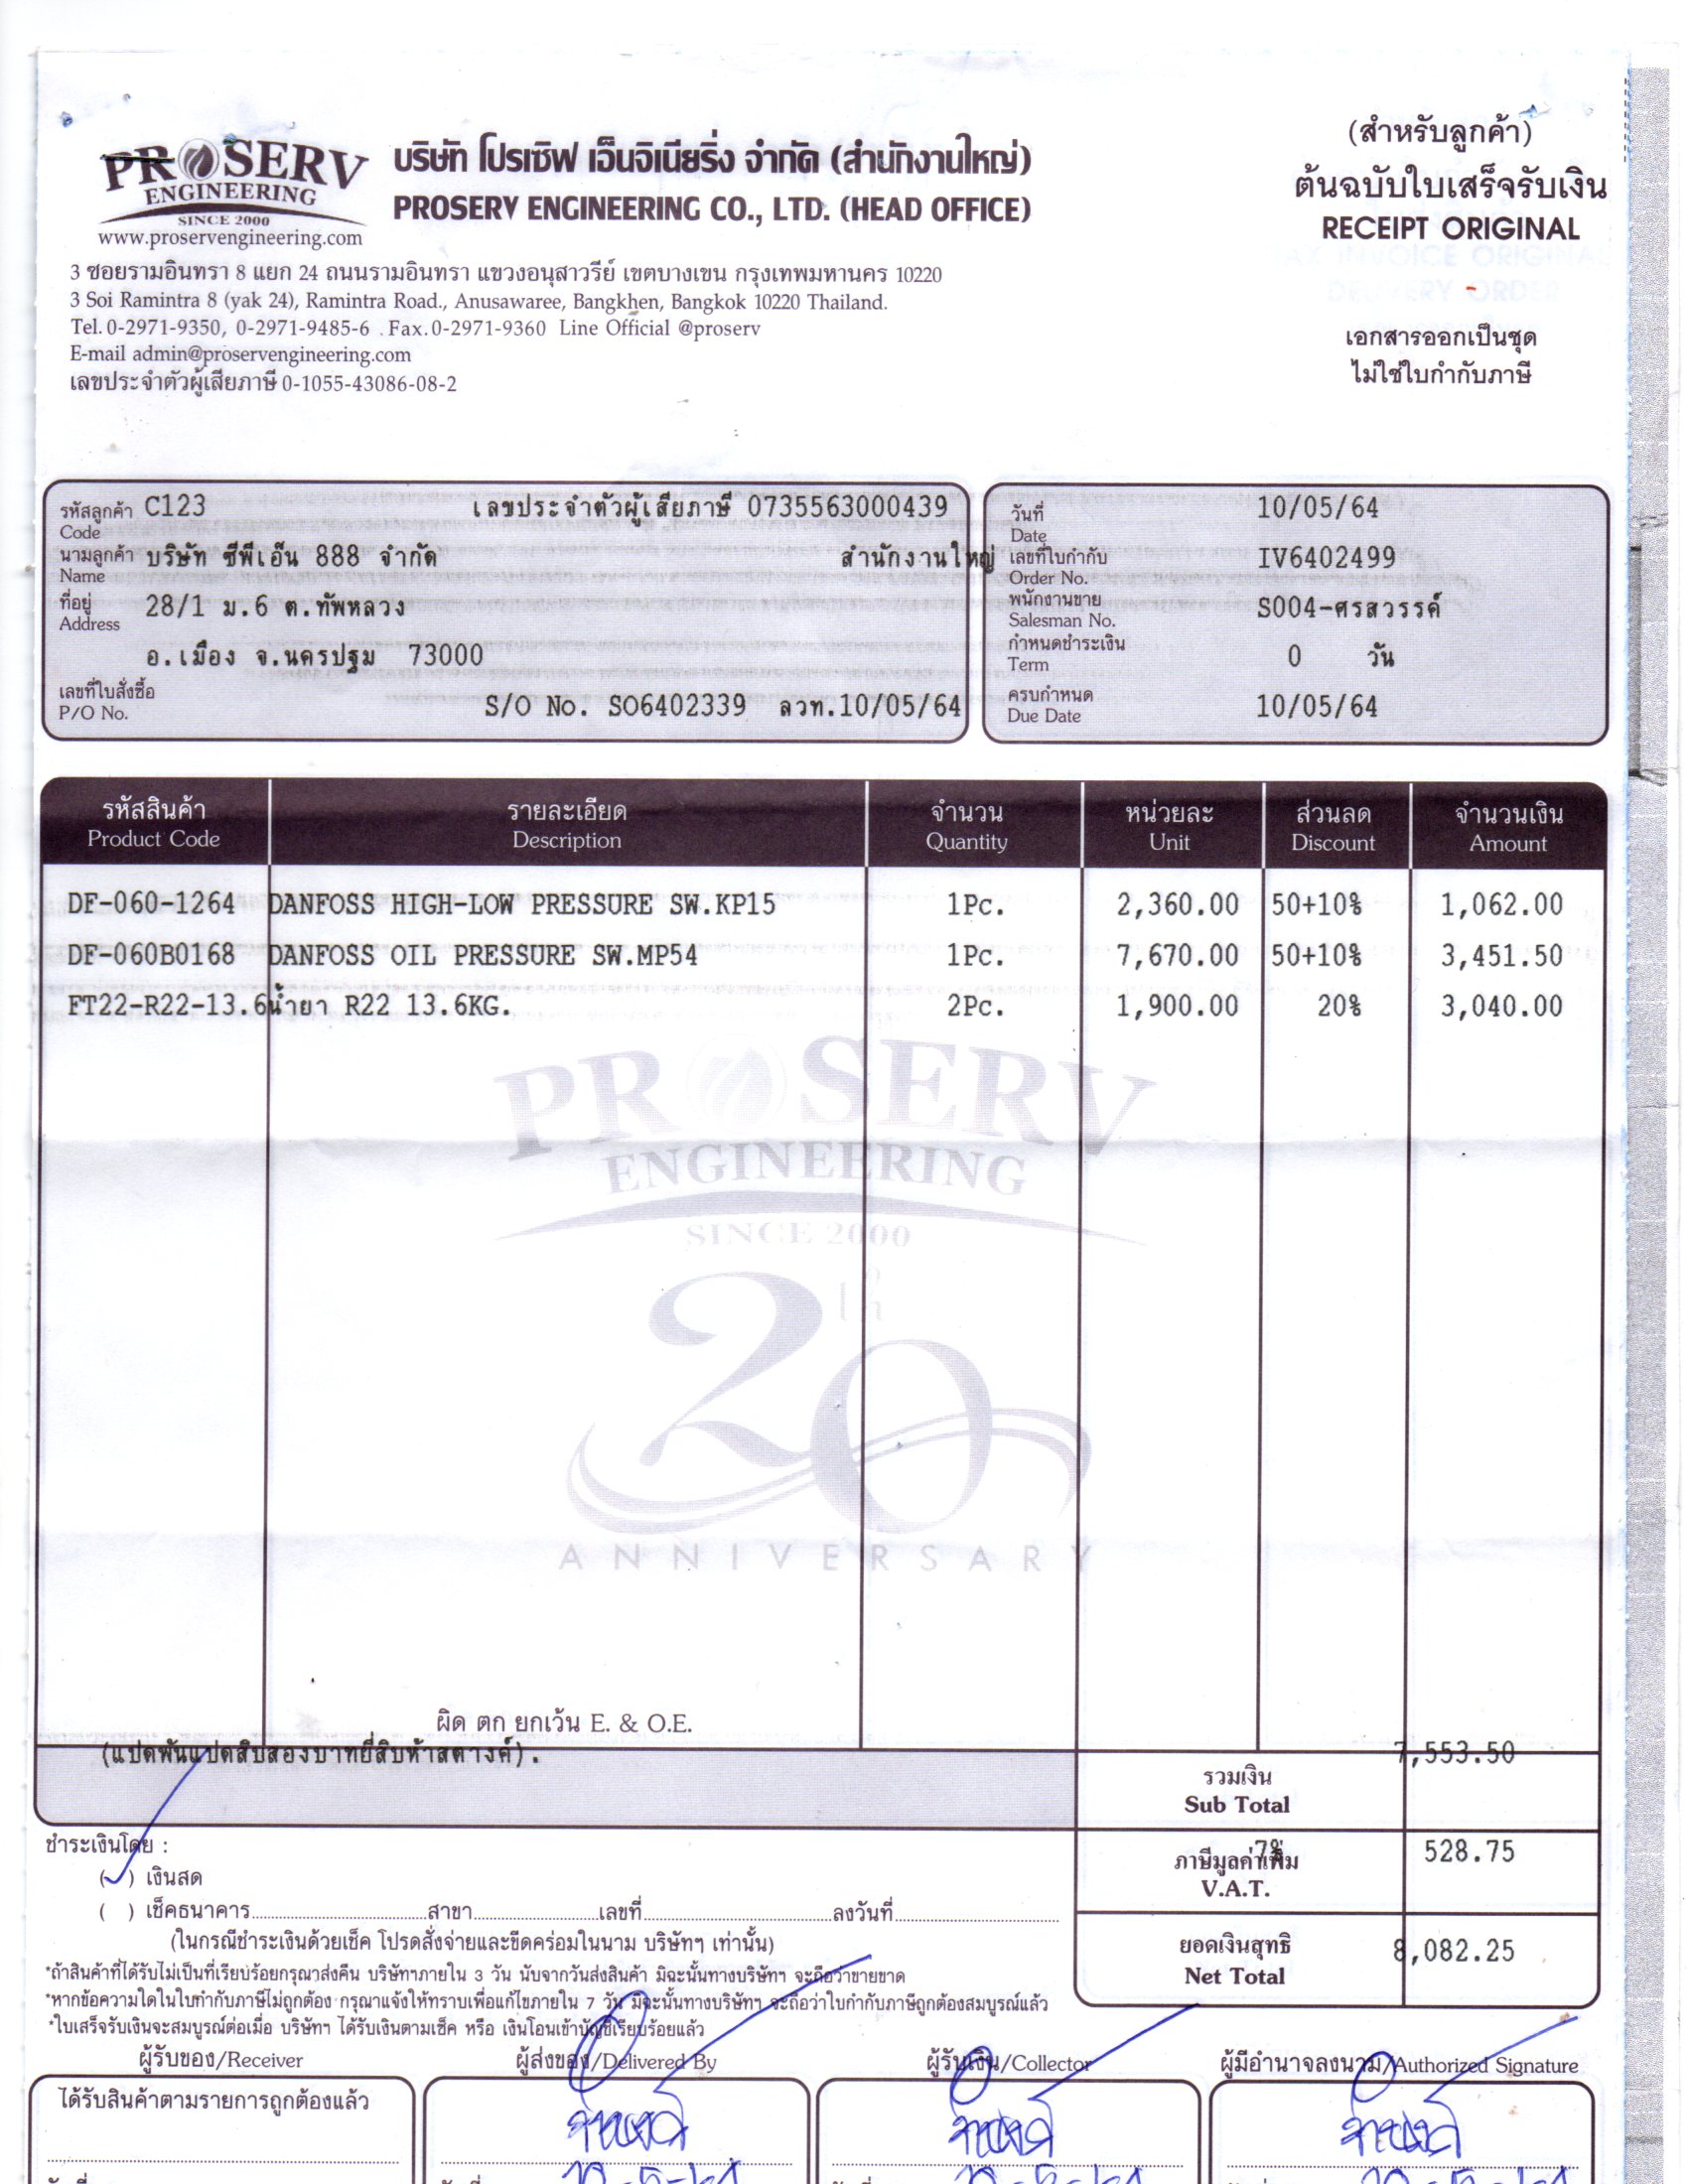 PROSERV
ENGINEERING
SINCE 2000
www.proservengineering.com
บริษัท โปรเซิฟ เอ็นจิเนียริ่ง จำกัด (สำนักงานใหญ่)
PROSERV ENGINEERING CO., LTD. (HEAD OFFICE)
(สำหรับลูกค้า)
ต้นฉบับใบเสร็จรับเงิน
RECEIPT ORIGINAL
TAX INVOICE ORIGINAL
DELIVERY ORDER
เอกสารออกเป็นชุด
ไม่ใช่ใบกำกับภาษี
3 ซอยรามอินทรา 8 แยก 24 ถนนรามอินทรา แขวงอนุสาวรีย์ เขตบางเขน กรุงเทพมหานคร 10220
3 Soi Ramintra 8 (yak 24), Ramintra Road., Anusawaree, Bangkhen, Bangkok 10220 Thailand.
Tel. 0-2971-9350, 0-2971-9485-6 . Fax. 0-2971-9360 Line Official @proserv
E-mail admin@proservengineering.com
เลขประจำตัวผู้เสียภาษี 0-1055-43086-08-2
รหัสลูกค้า C123 เลขประจำตัวผู้เสียภาษี 0735563000439
Code
นามลูกค้า บริษัท ซีพีเอ็น 888 จำกัด สำนักงานใหญ่
Name
ที่อยู่ 28/1 ม.6 ต.ทัพหลวง
Address
อ.เมือง จ.นครปฐม 73000
เลขที่ใบสั่งซื้อ
P/O No. S/O No. SO6402339 ลวท.10/05/64
วันที่ 10/05/64
Date
เลขที่ใบกำกับ IV6402499
Order No.
พนักงานขาย S004-ศรสวรรค์
Salesman No.
กำหนดชำระเงิน 0 วัน
Term
ครบกำหนด 10/05/64
Due Date
รหัสสินค้า รายละเอียด จำนวน หน่วยละ ส่วนลด จำนวนเงิน
Product Code Description Quantity Unit Discount Amount
DF-060-1264 DANFOSS HIGH-LOW PRESSURE SW.KP15 1Pc. 2,360.00 50+10% 1,062.00
DF-060B0168 DANFOSS OIL PRESSURE SW.MP54 1Pc. 7,670.00 50+10% 3,451.50
FT22-R22-13.6 น้ำยา R22 13.6KG. 2Pc. 1,900.00 20% 3,040.00
PROSERV
ENGINEERING
SINCE 2000
20th
ANNIVERSARY
ผิด ตก ยกเว้น E. & O.E.
(แปดพันแปดสิบสองบาทยี่สิบห้าสตางค์).
รวมเงิน 7,553.50
Sub Total
ภาษีมูลค่าเพิ่ม 7% 528.75
V.A.T.
ยอดเงินสุทธิ 8,082.25
Net Total
ชำระเงินโดย :
(✓) เงินสด
( ) เช็คธนาคาร สาขา เลขที่ ลงวันที่
(ในกรณีชำระเงินด้วยเช็ค โปรดสั่งจ่ายและขีดคร่อมในนาม บริษัทฯ เท่านั้น)
*ถ้าสินค้าที่ได้รับไม่เป็นที่เรียบร้อยกรุณาส่งคืน บริษัทฯภายใน 3 วัน นับจากวันส่งสินค้า มิฉะนั้นทางบริษัทฯ จะถือว่าขายขาด
*หากข้อความใดในใบกำกับภาษีไม่ถูกต้อง กรุณาแจ้งให้ทราบเพื่อแก้ไขภายใน 7 วัน มิฉะนั้นทางบริษัทฯ จะถือว่าใบกำกับภาษีถูกต้องสมบูรณ์แล้ว
*ใบเสร็จรับเงินจะสมบูรณ์ต่อเมื่อ บริษัทฯ ได้รับเงินตามเช็ค หรือ เงินโอนเข้าบัญชีเรียบร้อยแล้ว
ผู้รับของ/Receiver ผู้ส่งของ/Delivered By ผู้รับเงิน/Collector ผู้มีอำนาจลงนาม/Authorized Signature
ได้รับสินค้าตามรายการถูกต้องแล้ว